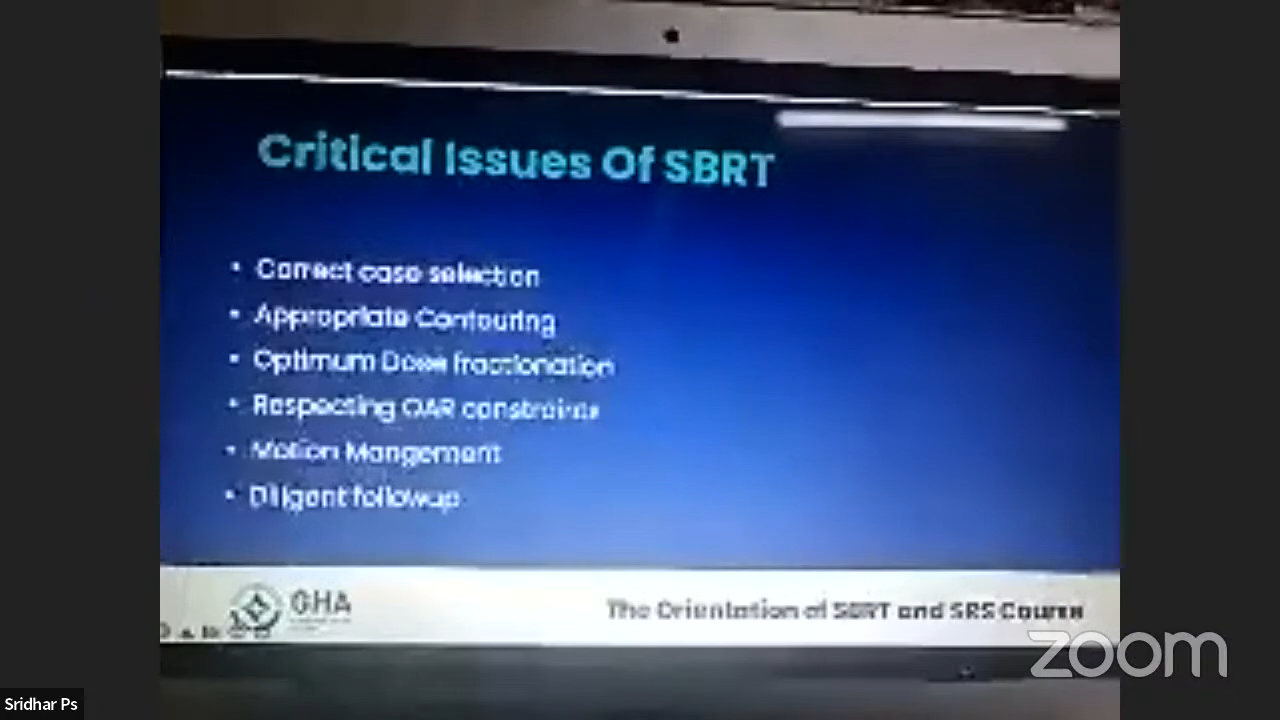 Critical Issues Of SBRT
• Correct case selection
• Appropriate Contouring
• Optimum Dose fractionation
• Respecting OAR constraints
• Motion Mangement
• Diligent followup
GHA
The Orientation of SBRT and SRS Course
zoom
Sridhar Ps